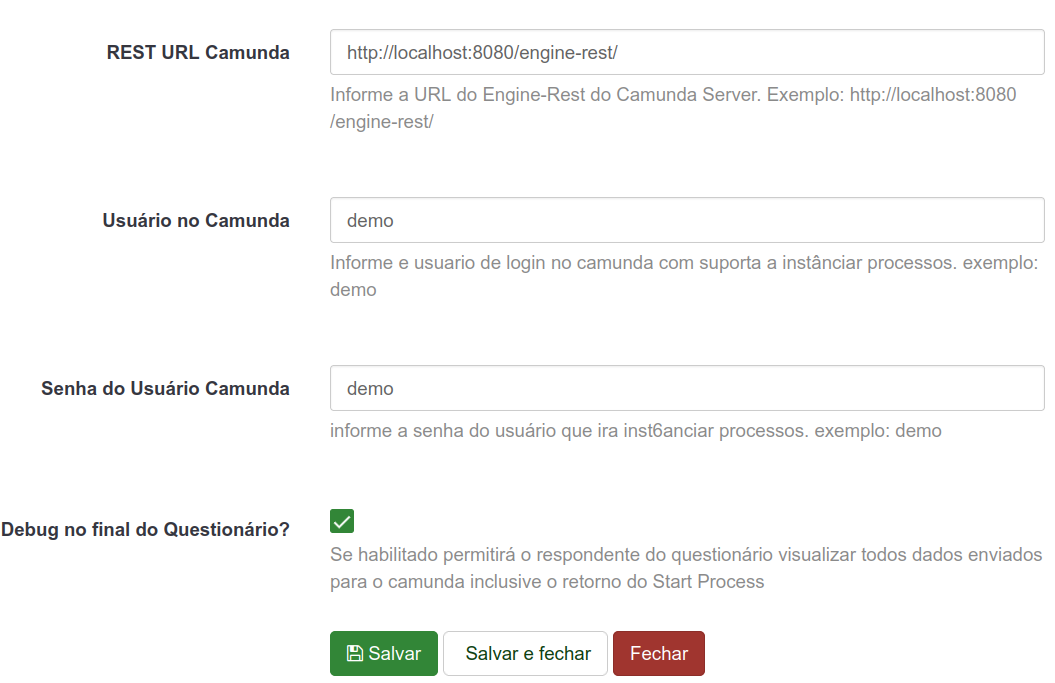 REST URL Camunda
http://localhost:8080/engine-rest/
Informe a URL do Engine-Rest do Camunda Server. Exemplo: http://localhost:8080
/engine-rest/
Usuário no Camunda
demo
Informe e usuario de login no camunda com suporta a instânciar processos. exemplo:
demo
Senha do Usuário Camunda
demo
informe a senha do usuário que ira inst6anciar processos. exemplo: demo
Debug no final do Questionário?
Se habilitado permitirá o respondente do questionário visualizar todos dados enviados
para o camunda inclusive o retorno do Start Process
Salvar
Salvar e fechar
Fechar